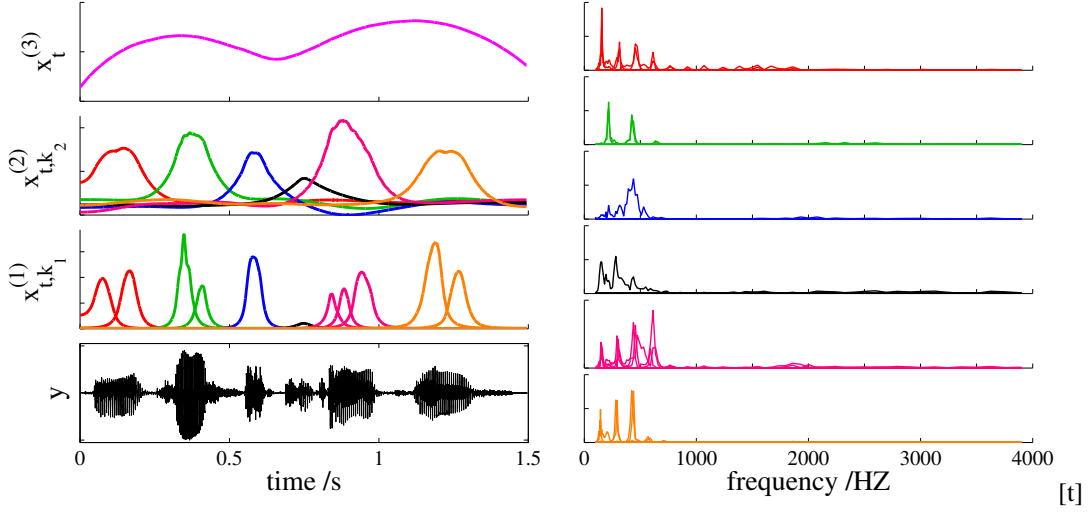 x_t^(3)
x_{t,k_2}^(2)
x_{t,k_1}^(1)
y
0 0.5 1 1.5
time /s
0 1000 2000 3000 4000
frequency /HZ
[t]